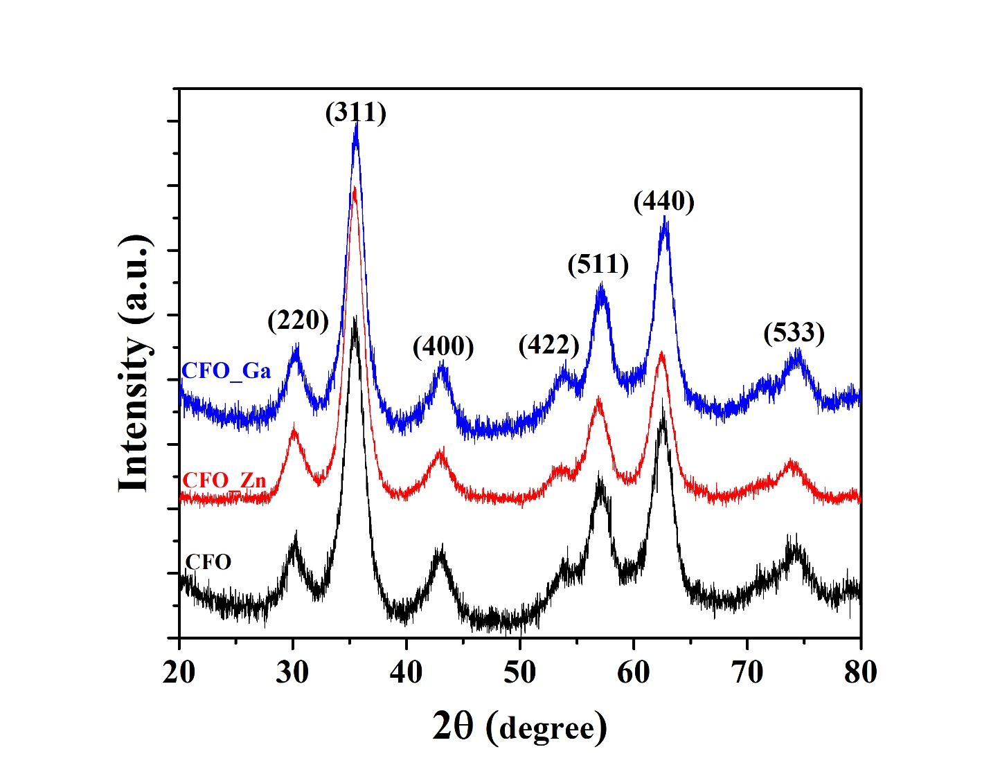 (311)
(440)
(511)
(220)
(422)
(533)
(400)
CFO_Ga
CFO_Zn
CFO
Intensity (a.u.)
20 30 40 50 60 70 80
2θ (degree)